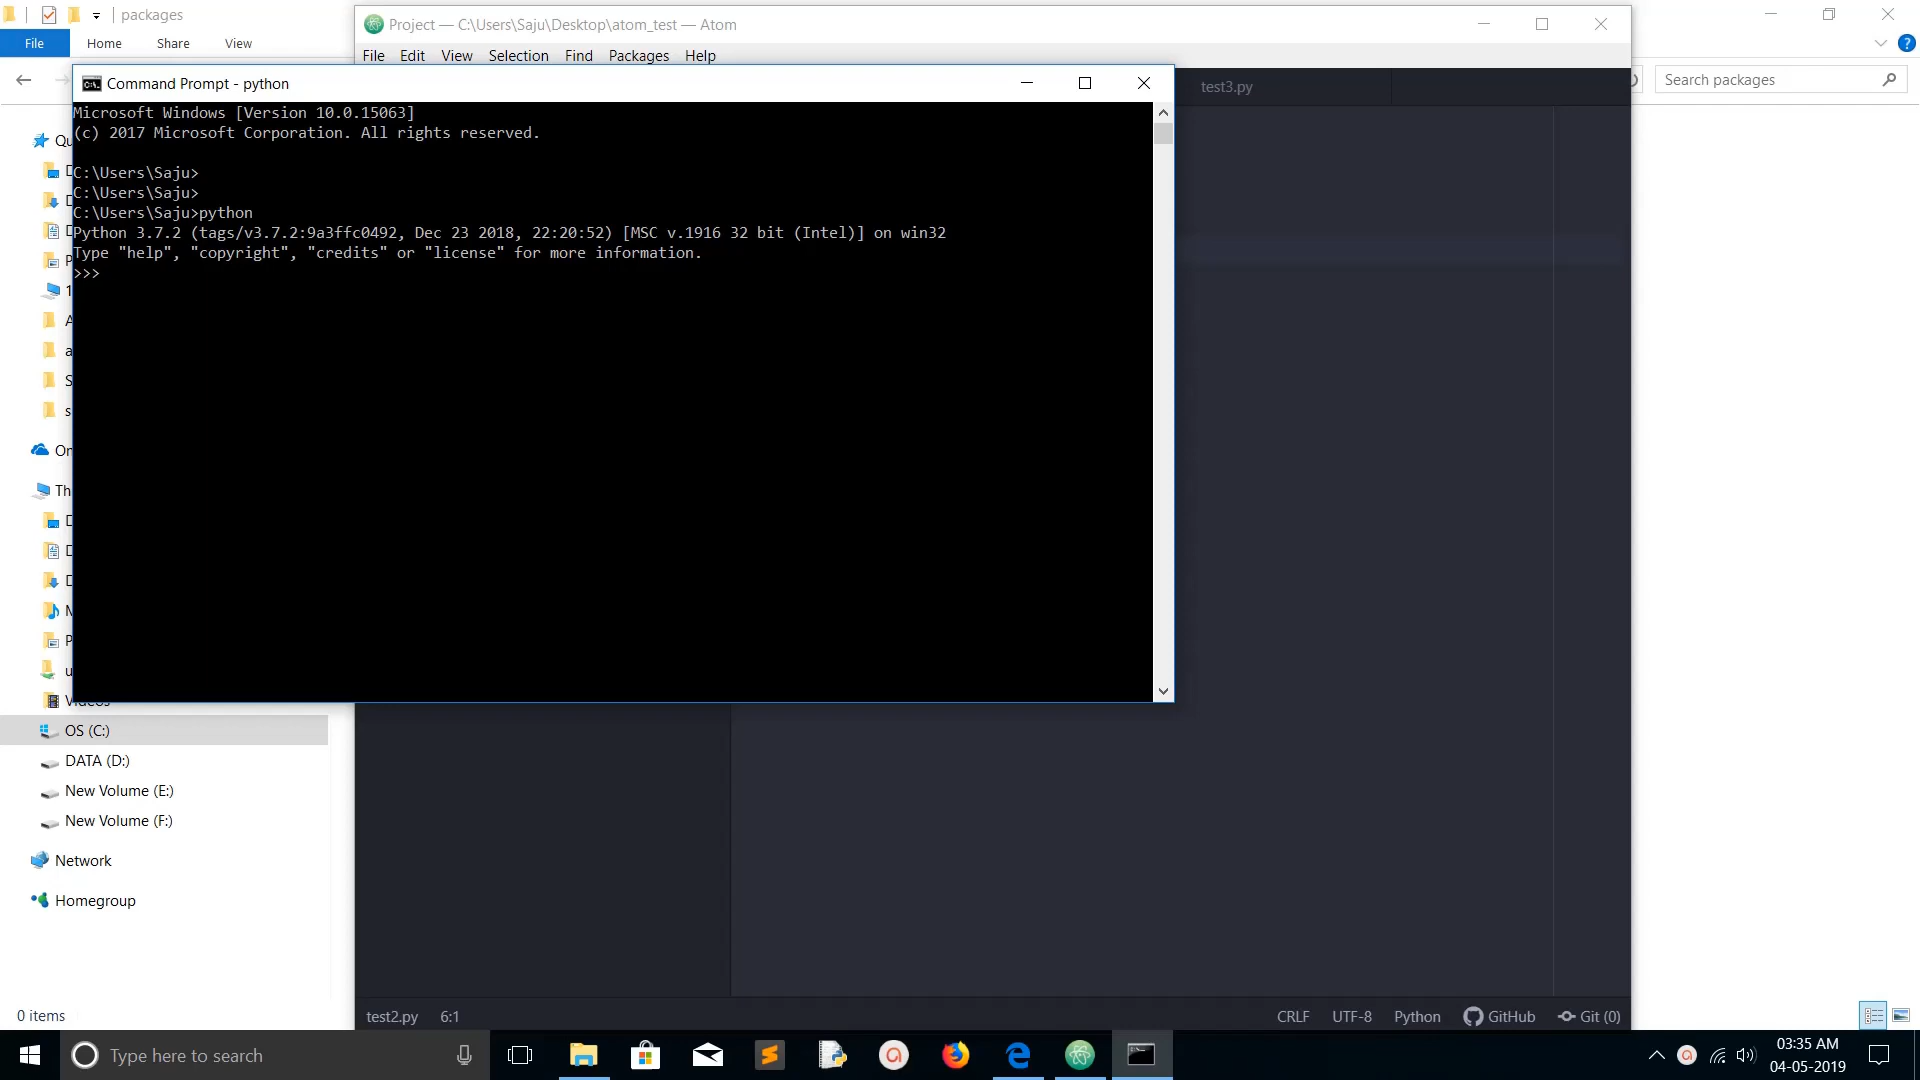 packages
File Home Share View
Project — C:\Users\Saju\Desktop\atom_test — Atom
File Edit View Selection Find Packages Help
Search packages
test3.py
Command Prompt - python
Microsoft Windows [Version 10.0.15063]
(c) 2017 Microsoft Corporation. All rights reserved.
C:\Users\Saju>
C:\Users\Saju>
C:\Users\Saju>python
Python 3.7.2 (tags/v3.7.2:9a3ffc0492, Dec 23 2018, 22:20:52) [MSC v.1916 32 bit (Intel)] on win32
Type "help", "copyright", "credits" or "license" for more information.
>>>
Videos
OS (C:)
DATA (D:)
New Volume (E:)
New Volume (F:)
Network
Homegroup
0 items
test2.py 6:1 CRLF UTF-8 Python GitHub Git (0)
Type here to search
03:35 AM
04-05-2019